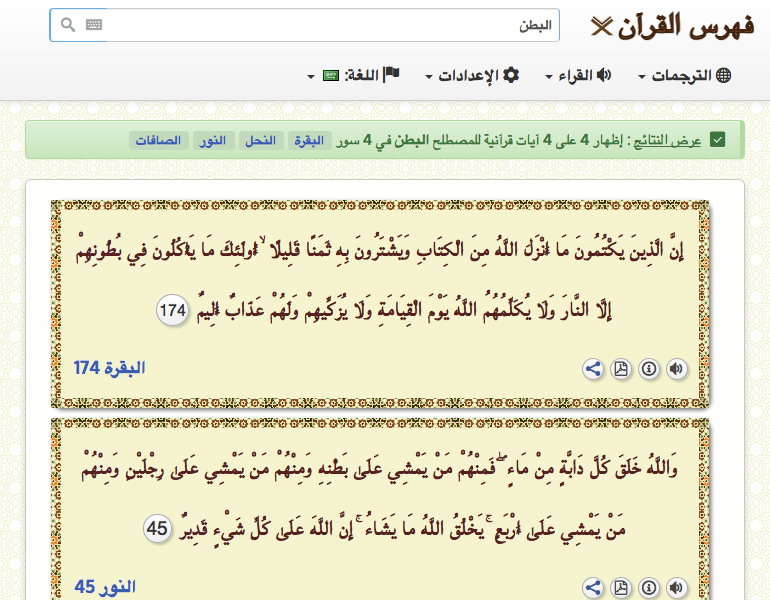 فهرس القرآن
البطن
الترجمات
القراء
الإعدادات
اللغة:
عرض النتائج : إظهار 4 على 4 آيات قرآنية للمصطلح البطن في 4 سور البقرة النحل النور الصافات
إِنَّ الَّذِينَ يَكْتُمُونَ مَا أَنْزَلَ اللَّهُ مِنَ الْكِتَابِ وَيَشْتَرُونَ بِهِ ثَمَنًا قَلِيلًا ۙ أُولَٰئِكَ مَا يَأْكُلُونَ فِي بُطُونِهِمْ
إِلَّا النَّارَ وَلَا يُكَلِّمُهُمُ اللَّهُ يَوْمَ الْقِيَامَةِ وَلَا يُزَكِّيهِمْ وَلَهُمْ عَذَابٌ أَلِيمٌ 174
البقرة 174
وَاللَّهُ خَلَقَ كُلَّ دَابَّةٍ مِنْ مَاءٍ ۖ فَمِنْهُمْ مَنْ يَمْشِي عَلَىٰ بَطْنِهِ وَمِنْهُمْ مَنْ يَمْشِي عَلَىٰ رِجْلَيْنِ وَمِنْهُمْ
مَنْ يَمْشِي عَلَىٰ أَرْبَعٍ ۚ يَخْلُقُ اللَّهُ مَا يَشَاءُ ۚ إِنَّ اللَّهَ عَلَىٰ كُلِّ شَيْءٍ قَدِيرٌ 45
النور 45